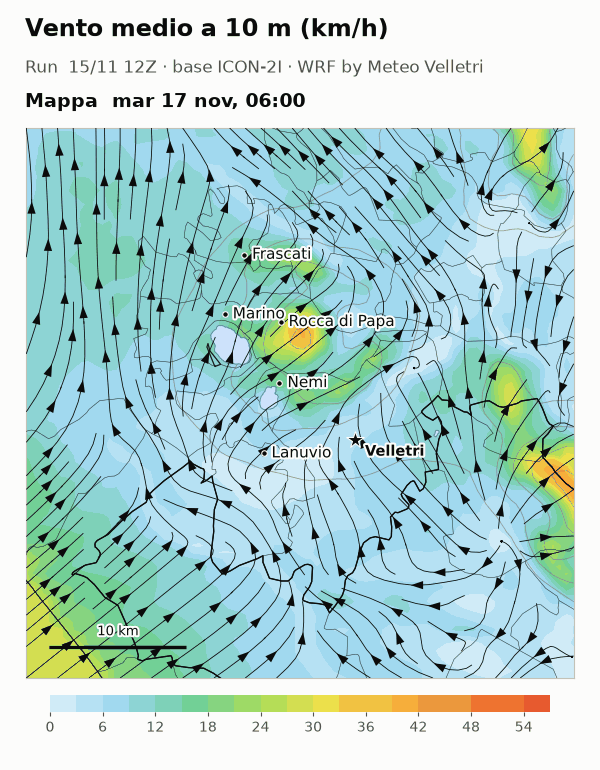 Vento medio a 10 m (km/h)
Run  15/11 12Z · base ICON-2I · WRF by Meteo Velletri
Mappa  mar 17 nov, 06:00
Frascati
Marino
Rocca di Papa
Nemi
Lanuvio
Velletri
10 km
0 6 12 18 24 30 36 42 48 54